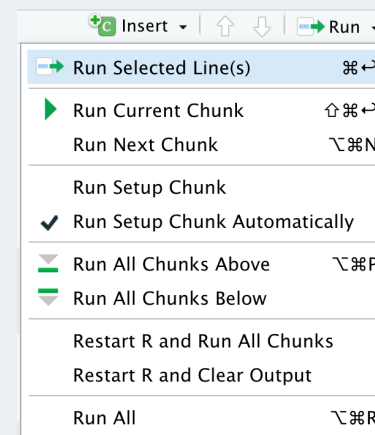 C Insert Run
Run Selected Line(s) ⌘↩
Run Current Chunk ⇧⌘↩
Run Next Chunk ⌥⌘N
Run Setup Chunk
Run Setup Chunk Automatically
Run All Chunks Above ⌥⌘P
Run All Chunks Below
Restart R and Run All Chunks
Restart R and Clear Output
Run All ⌥⌘R